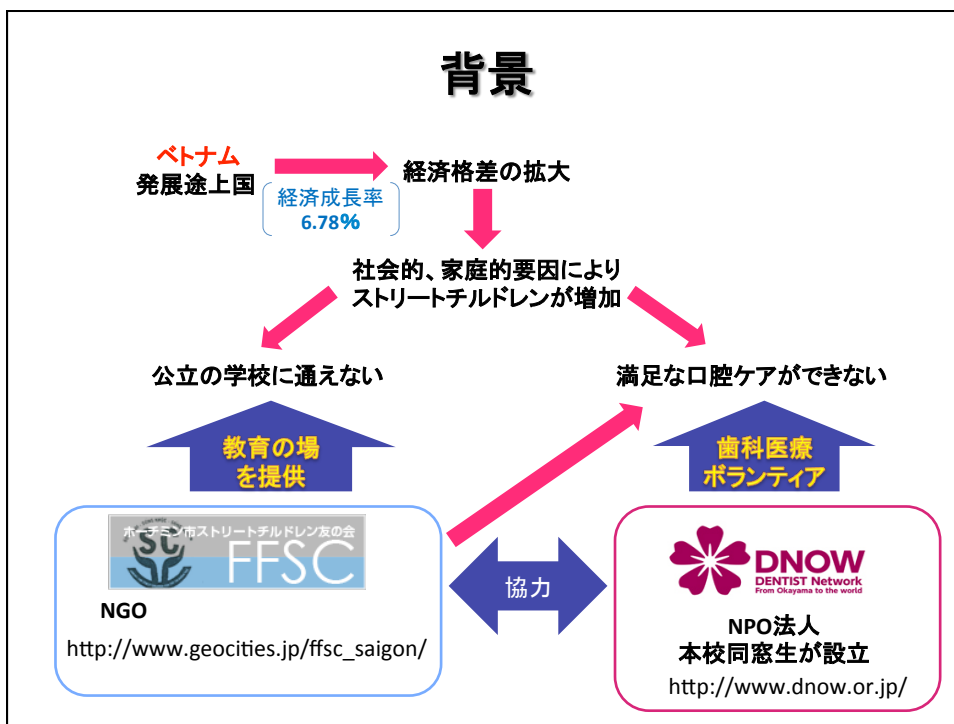 背景
ベトナム
発展途上国
経済成長率
6.78%
経済格差の拡大
社会的、家庭的要因により
ストリートチルドレンが増加
公立の学校に通えない
満足な口腔ケアができない
教育の場
を提供
歯科医療
ボランティア
ホーチミン市ストリートチルドレン友の会
FFSC
NGO
http://www.geocities.jp/ffsc_saigon/
協力
DNOW
DENTIST Network
From Okayama to the world
NPO法人
本校同窓生が設立
http://www.dnow.or.jp/